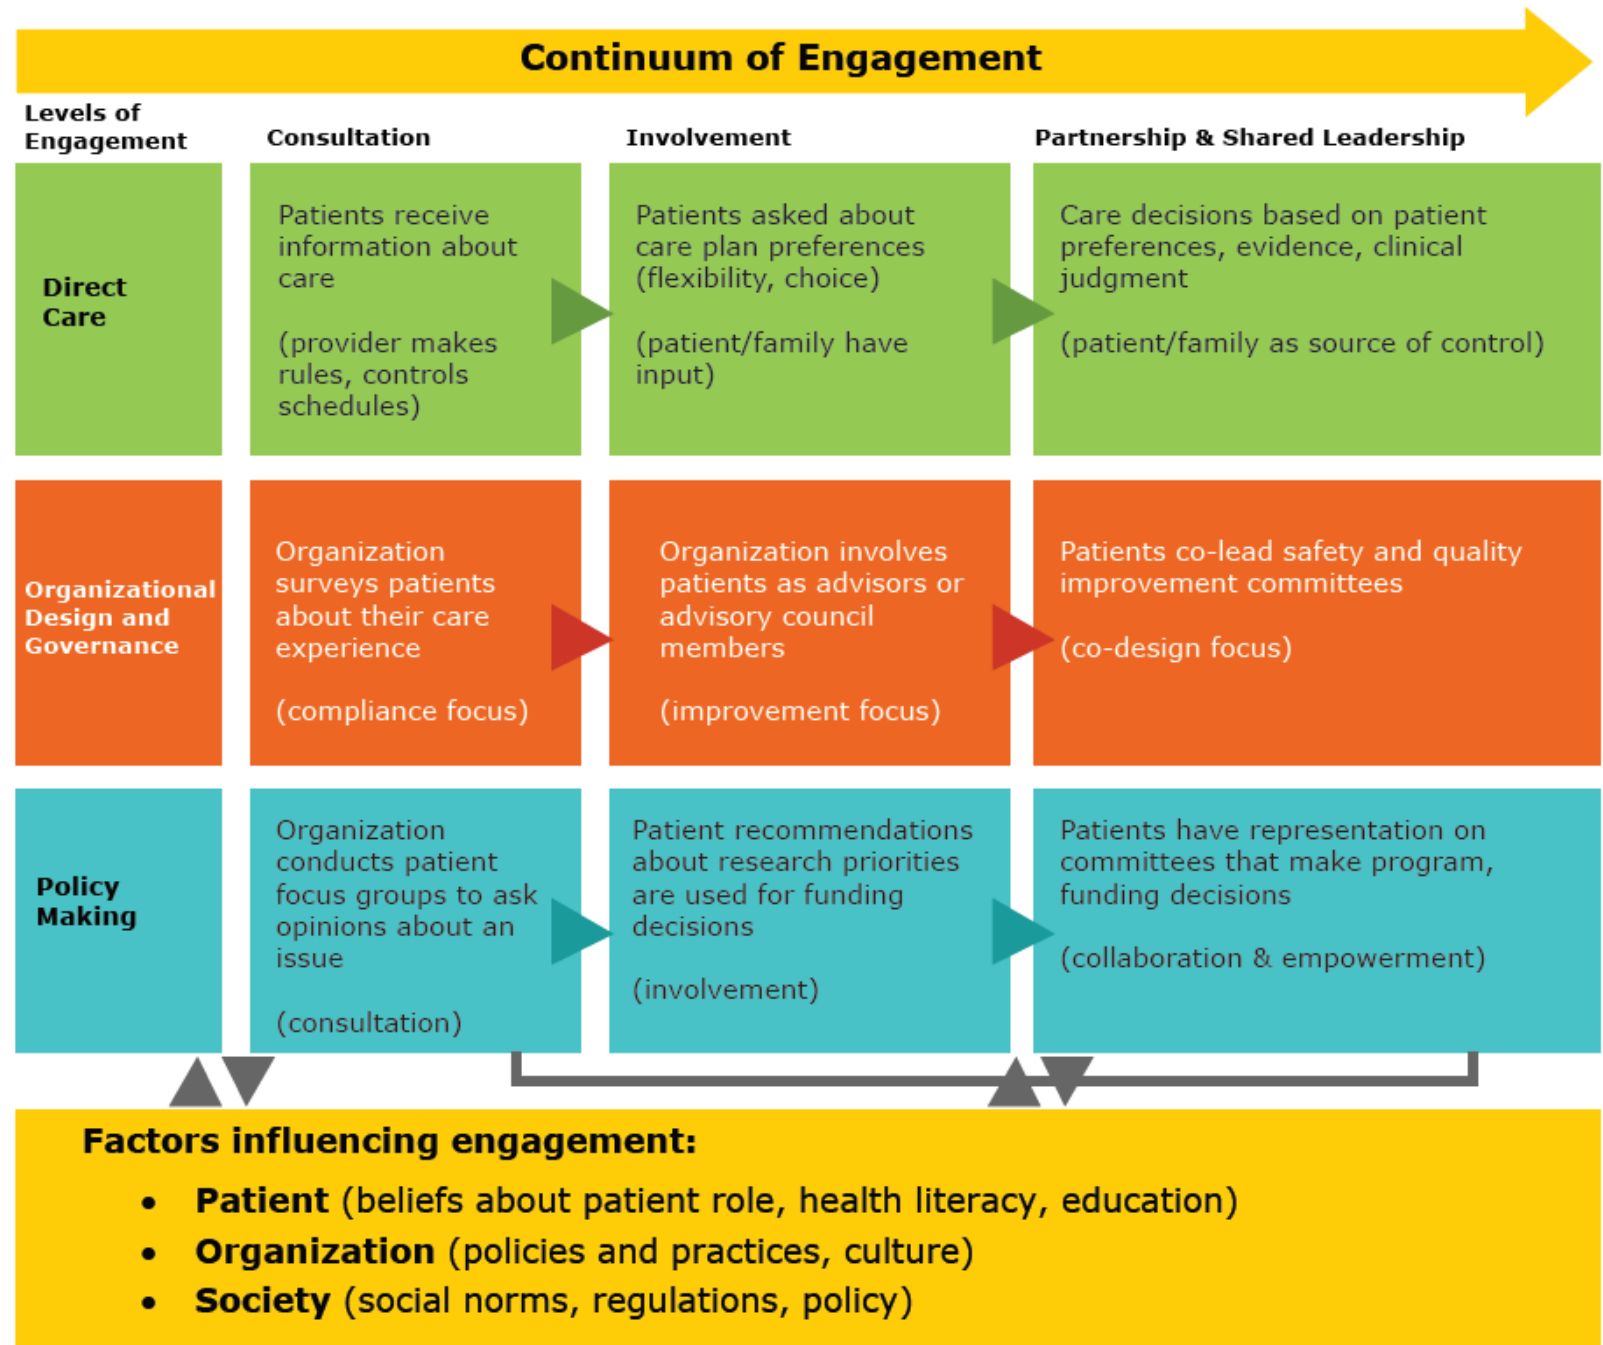 Continuum of Engagement
Levels of
Engagement
Consultation
Involvement
Partnership & Shared Leadership
Direct
Care
Patients receive
information about
care
(provider makes
rules, controls
schedules)
Patients asked about
care plan preferences
(flexibility, choice)
(patient/family have
input)
Care decisions based on patient
preferences, evidence, clinical
judgment
(patient/family as source of control)
Organizational
Design and
Governance
Organization
surveys patients
about their care
experience
(compliance focus)
Organization involves
patients as advisors or
advisory council
members
(improvement focus)
Patients co-lead safety and quality
improvement committees
(co-design focus)
Policy
Making
Organization
conducts patient
focus groups to ask
opinions about an
issue
(consultation)
Patient recommendations
about research priorities
are used for funding
decisions
(involvement)
Patients have representation on
committees that make program,
funding decisions
(collaboration & empowerment)
Factors influencing engagement:
• Patient (beliefs about patient role, health literacy, education)
• Organization (policies and practices, culture)
• Society (social norms, regulations, policy)